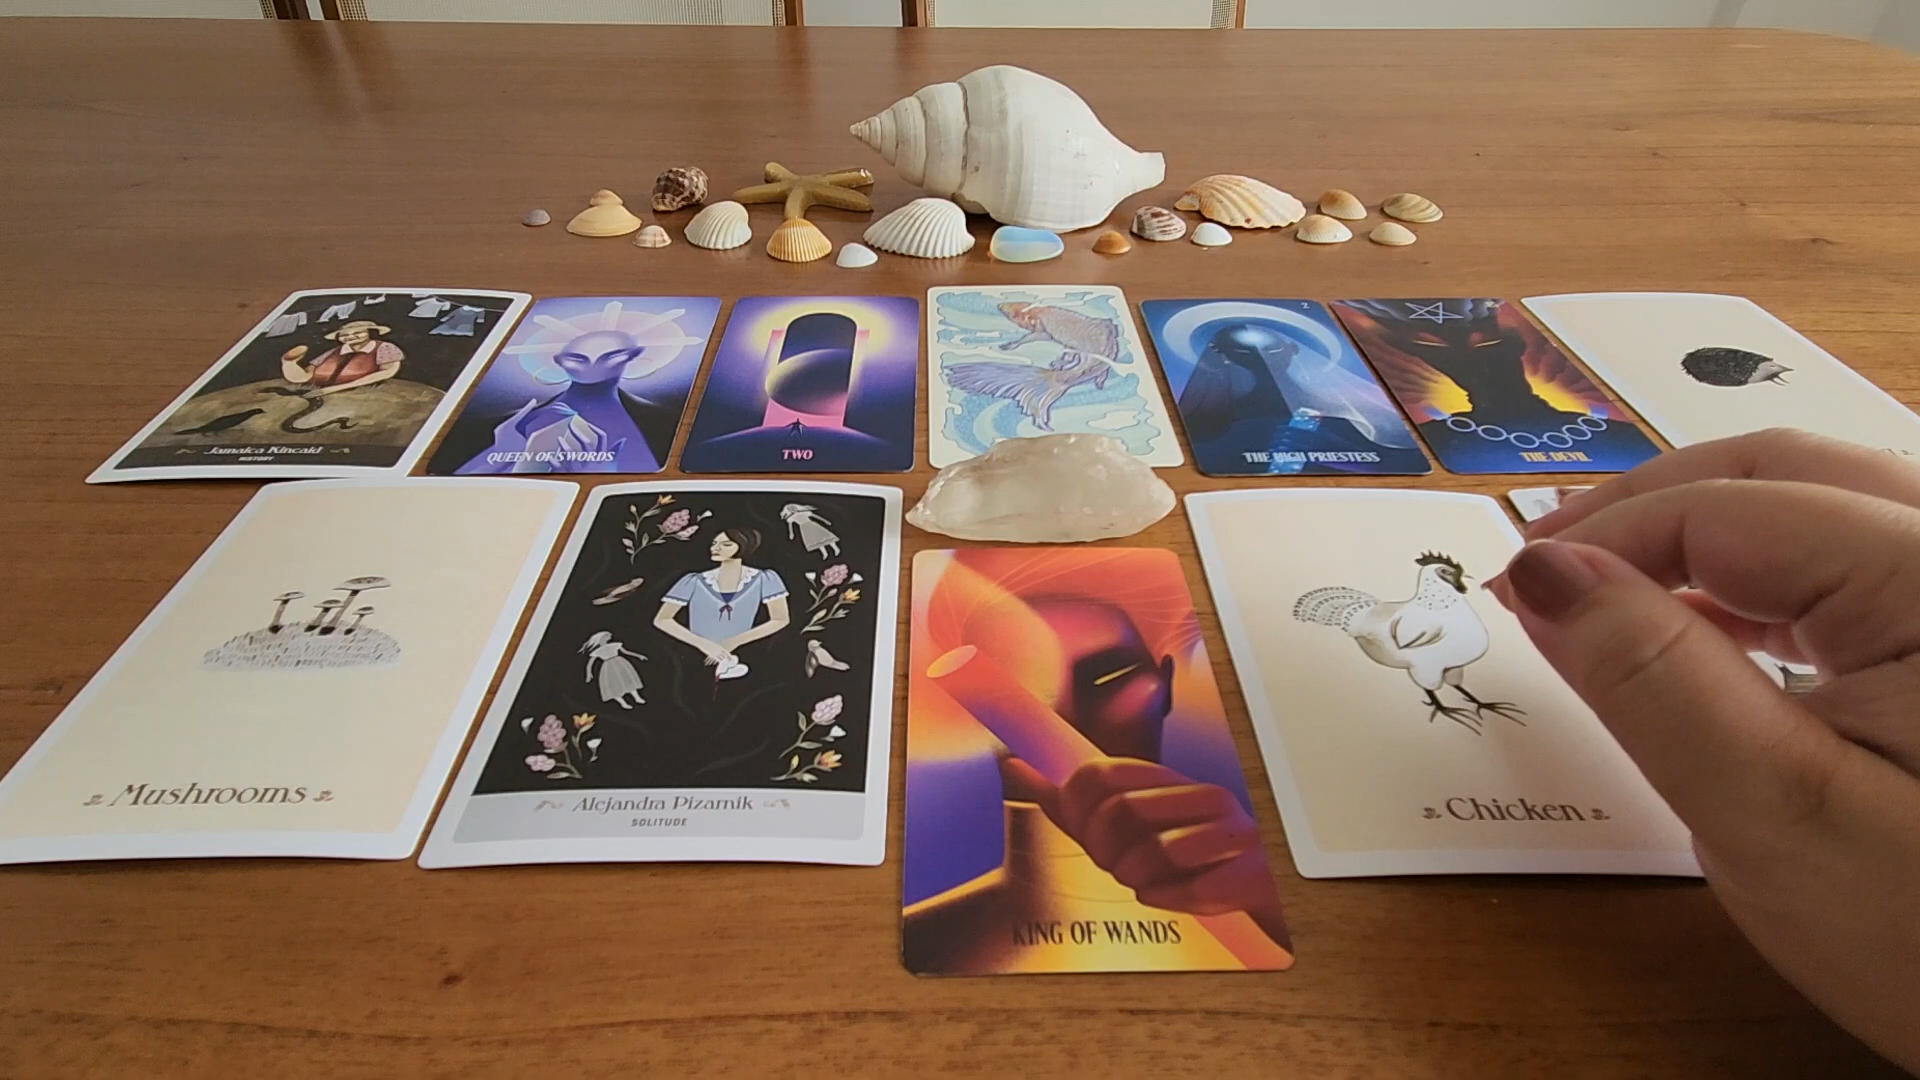 Jamaica Kincaid
HISTORY
QUEEN OF SWORDS
TWO
2
THE HIGH PRIESTESS
THE DEVIL
Mushrooms
Alejandra Pizarnik
SOLITUDE
KING OF WANDS
Chicken